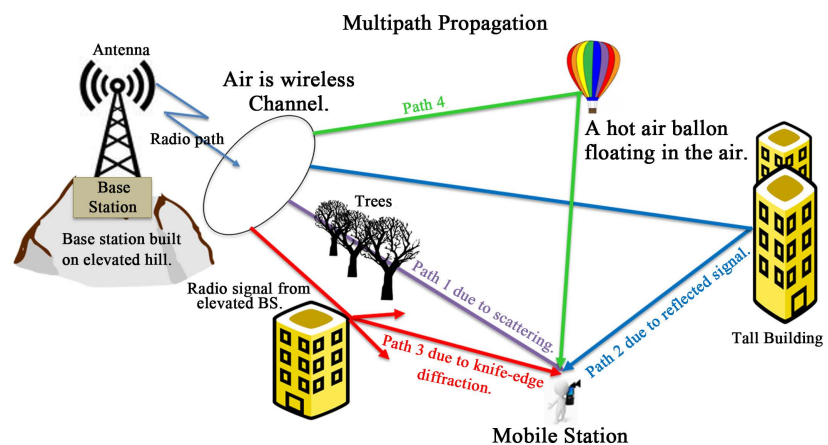 Multipath Propagation
Antenna
Air is wireless
Channel.
Path 4
Radio path
A hot air ballon
floating in the air.
Base
Station
Base station built
on elevated hill.
Trees
Radio signal from
elevated BS.
Path 1 due to scattering.
Path 2 due to reflected signal.
Tall Building
Path 3 due to knife-edge
diffraction.
Mobile Station